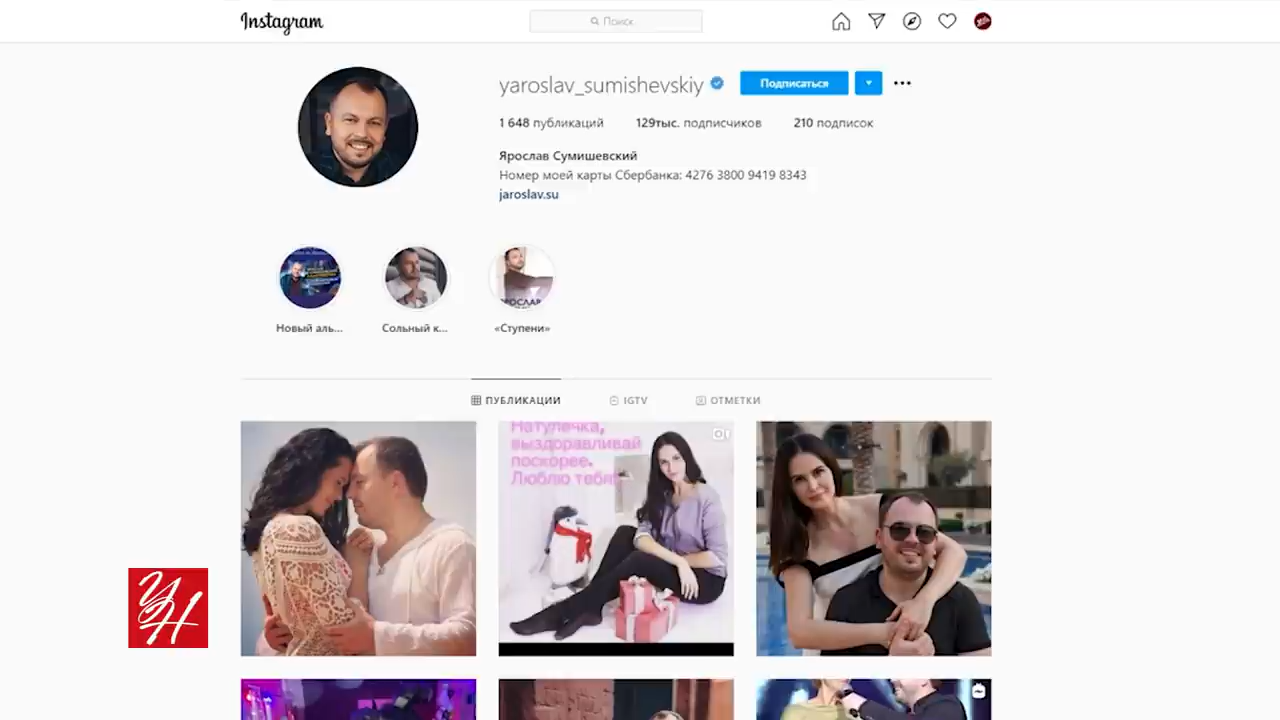 Instagram
Поиск
yaroslav_sumishevskiy
Подписаться
1 648 публикаций
129тыс. подписчиков
210 подписок
Ярослав Сумишевский
Номер моей карты Сбербанка: 4276 3800 9419 8343
jaroslav.su
Новый аль...
Сольный к...
«Ступени»
ПУБЛИКАЦИИ
IGTV
ОТМЕТКИ
Натулечка,
выздоравливай
поскорее.
Люблю тебя!
УН